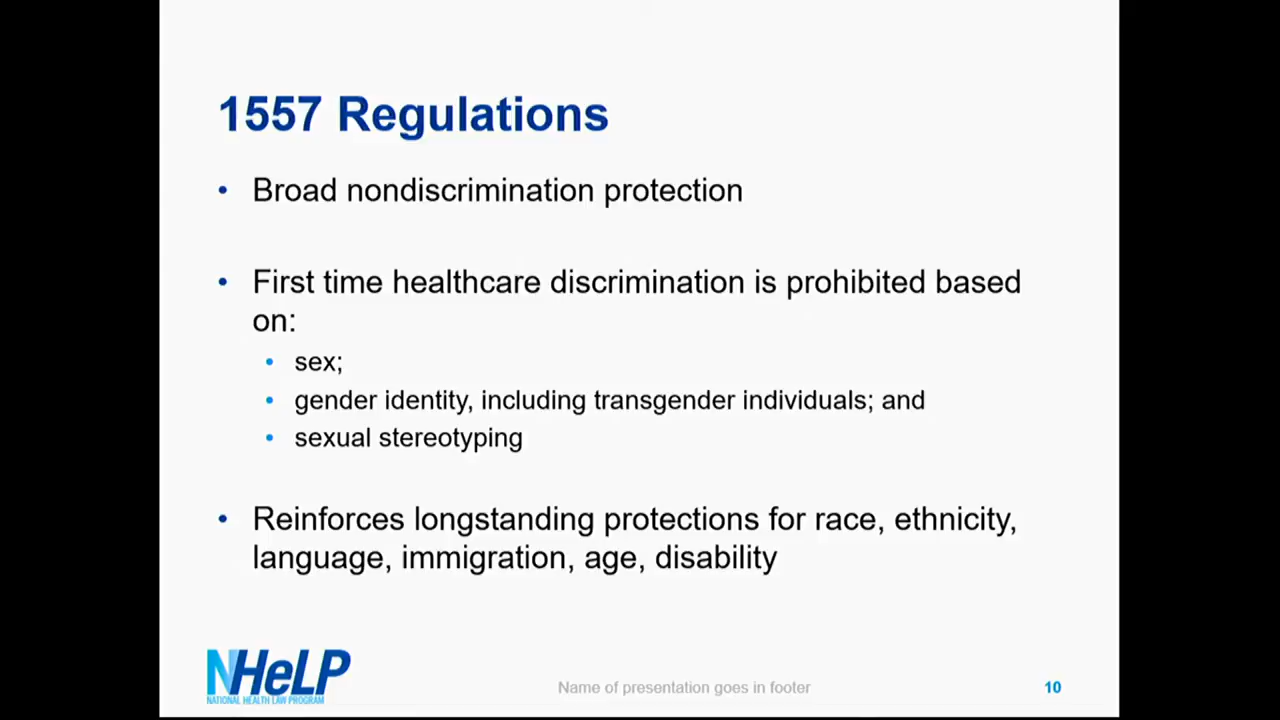 1557 Regulations
• Broad nondiscrimination protection
• First time healthcare discrimination is prohibited based
on:
• sex;
• gender identity, including transgender individuals; and
• sexual stereotyping
• Reinforces longstanding protections for race, ethnicity,
language, immigration, age, disability
NHeLP
NATIONAL HEALTH LAW PROGRAM
Name of presentation goes in footer
10